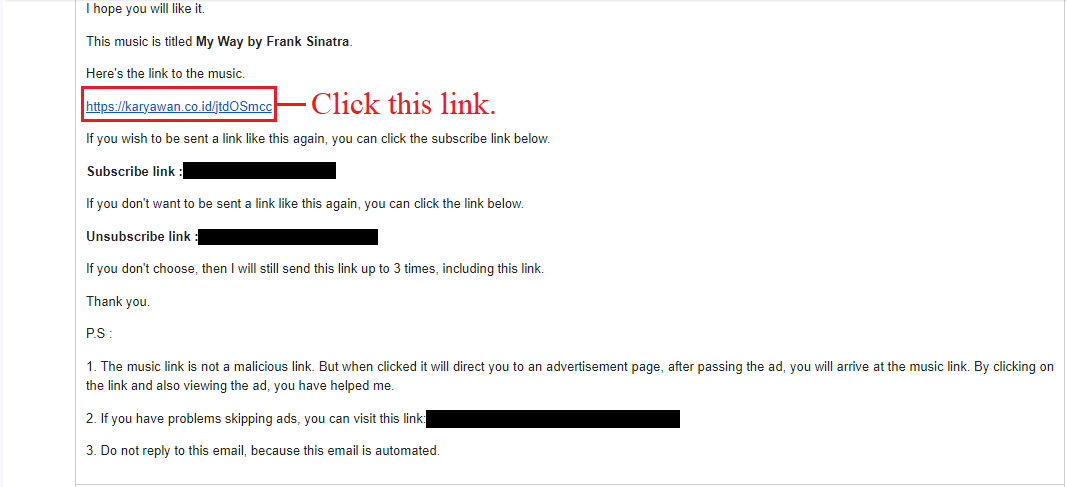 I hope you will like it.
This music is titled My Way by Frank Sinatra.
Here's the link to the music.
https://karyawan.co.id/jtdOSmcc
Click this link.
If you wish to be sent a link like this again, you can click the subscribe link below.
Subscribe link :
If you don't want to be sent a link like this again, you can click the link below.
Unsubscribe link :
If you don't choose, then I will still send this link up to 3 times, including this link.
Thank you.
P.S :
1. The music link is not a malicious link. But when clicked it will direct you to an advertisement page, after passing the ad, you will arrive at the music link. By clicking on
the link and also viewing the ad, you have helped me.
2. If you have problems skipping ads, you can visit this link:
3. Do not reply to this email, because this email is automated.